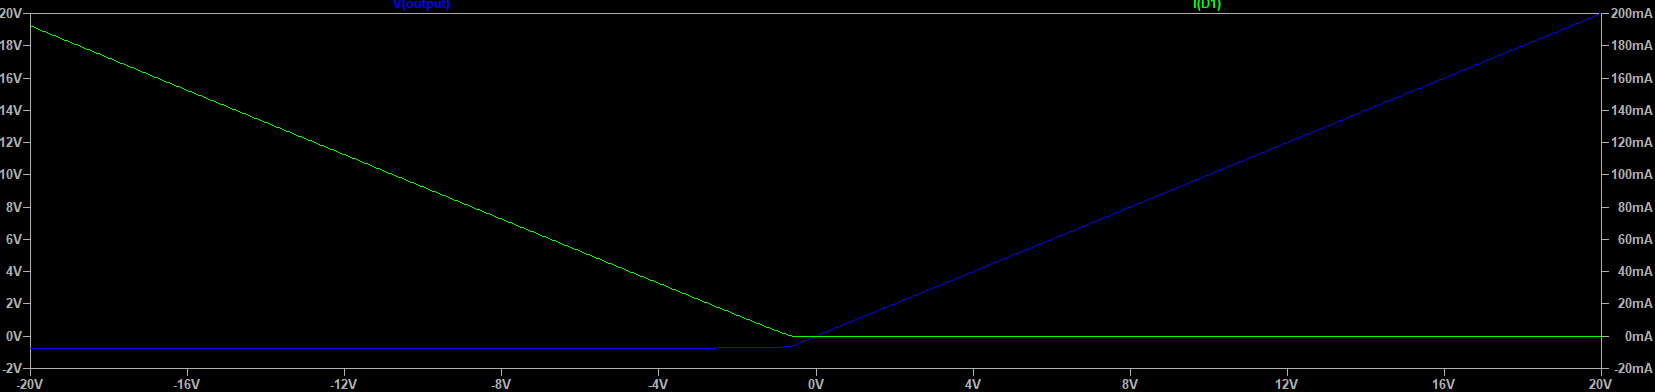 V(output) I(D1)
20V 200mA
18V 180mA
16V 160mA
14V 140mA
12V 120mA
10V 100mA
8V 80mA
6V 60mA
4V 40mA
2V 20mA
0V 0mA
-2V -20mA
-20V -16V -12V -8V -4V 0V 4V 8V 12V 16V 20V